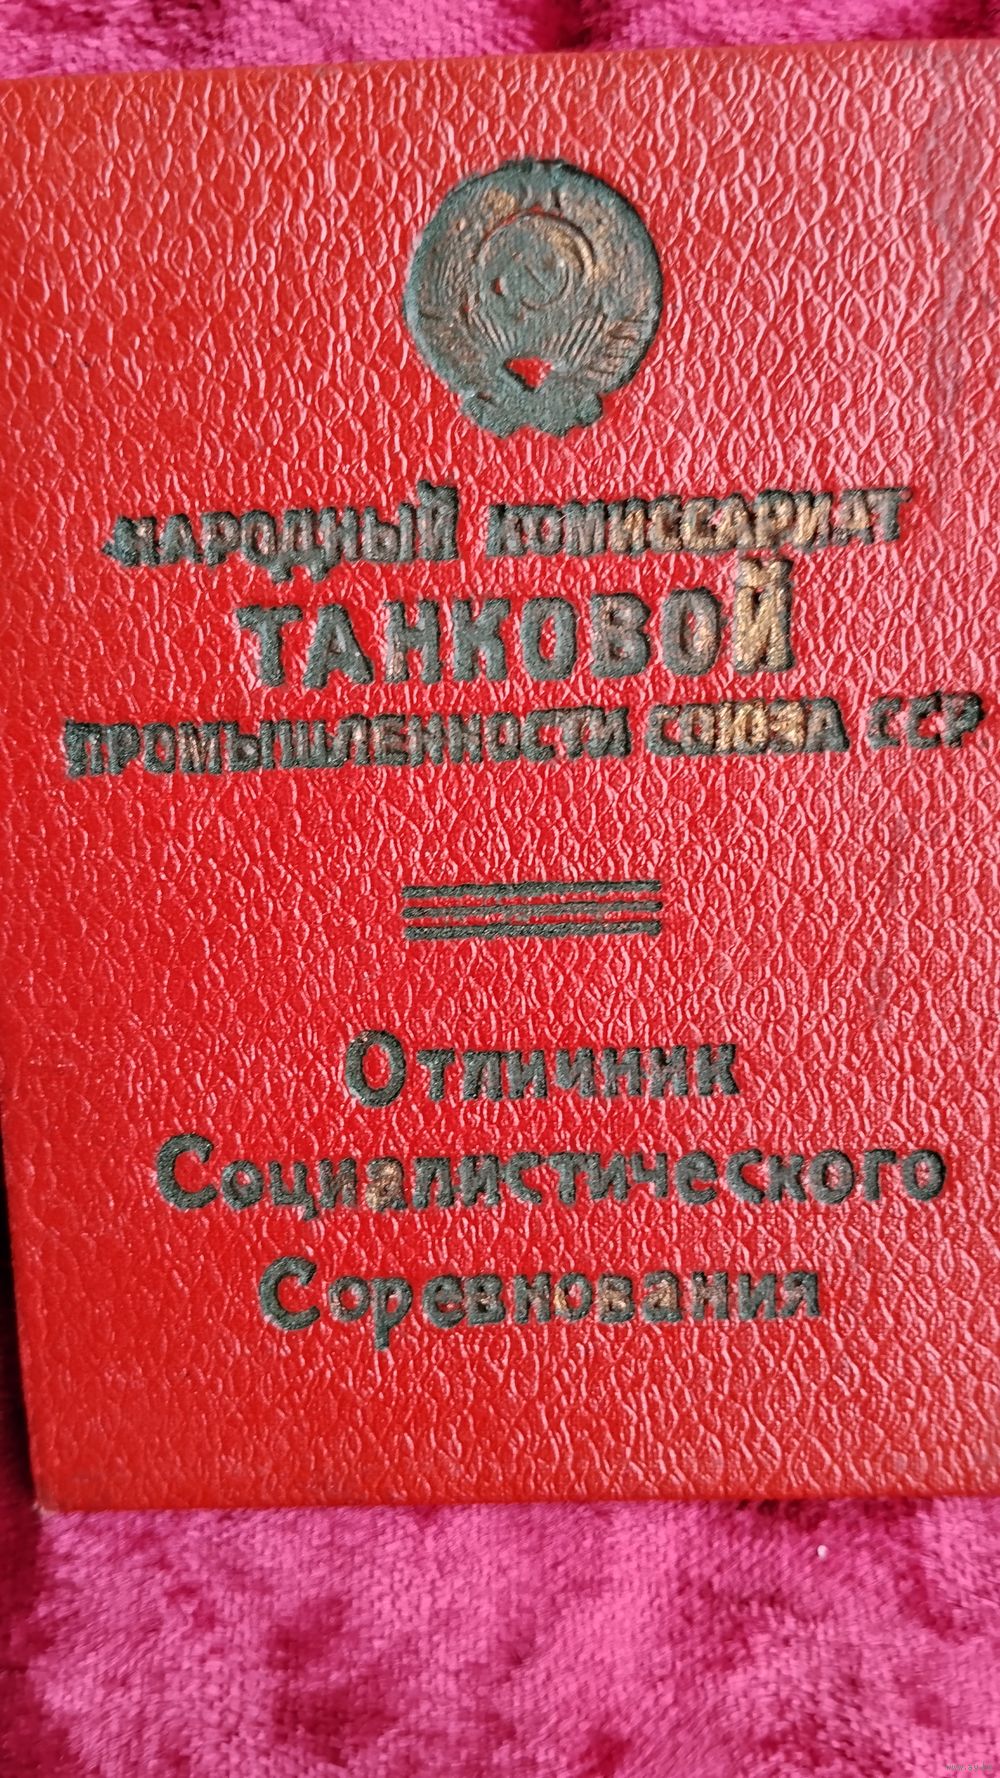 НАРОДНЫЙ КОМИССАРИАТ
ТАНКОВОЙ
ПРОМЫШЛЕННОСТИ СОЮЗА ССР
Отличник
Социалистического
Соревнования